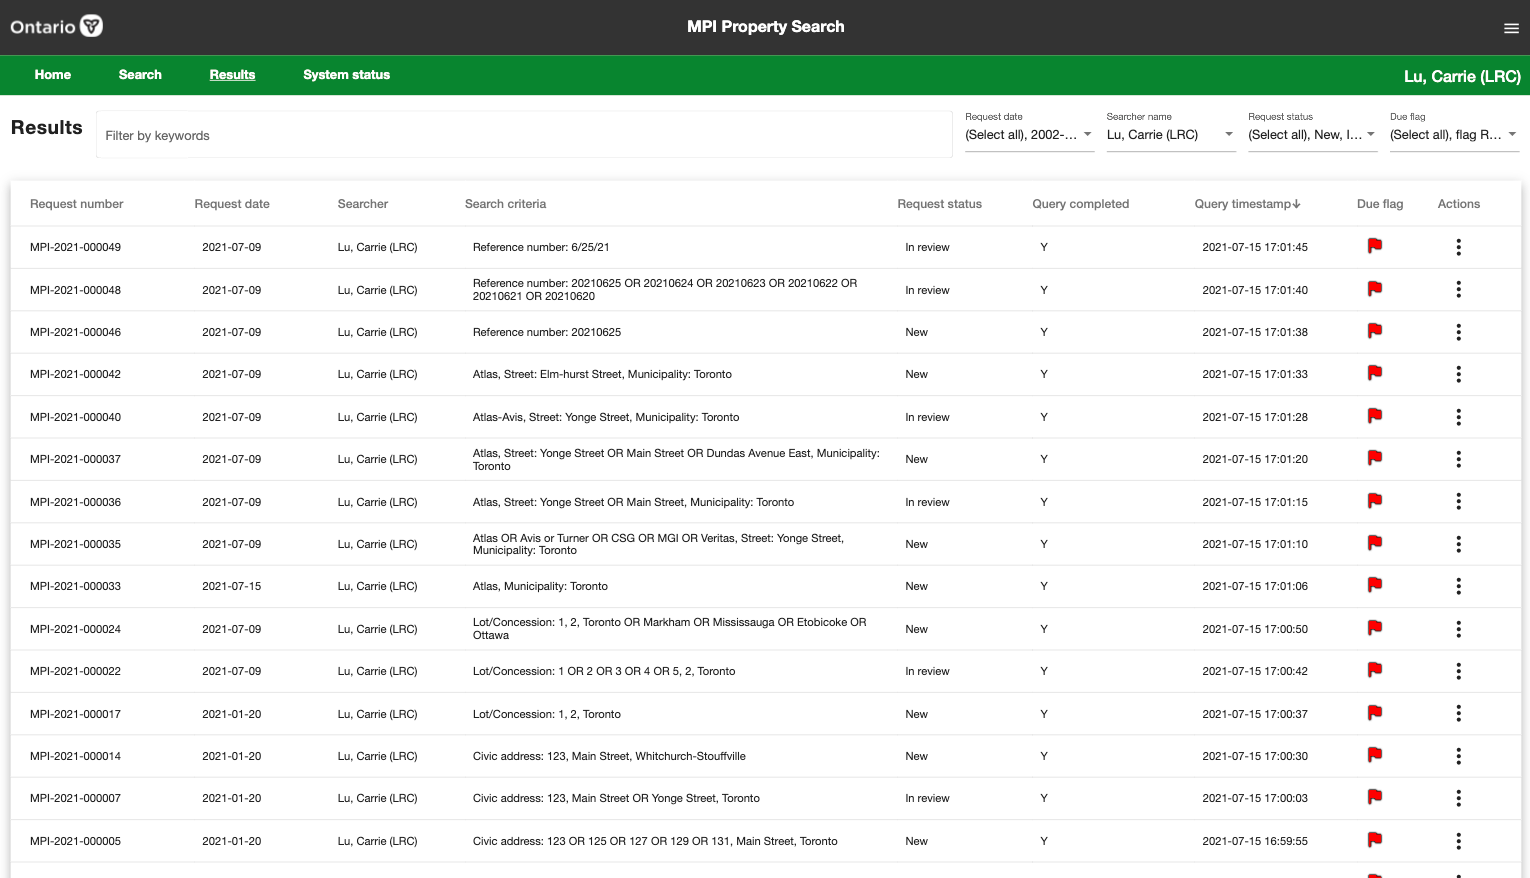 Ontario
MPI Property Search
Home Search Results System status
Lu, Carrie (LRC)
Results
Filter by keywords
Request date
(Select all), 2002-...
Searcher name
Lu, Carrie (LRC)
Request status
(Select all), New, I...
Due flag
(Select all), flag R...
Request number Request date Searcher Search criteria Request status Query completed Query timestamp Due flag Actions
MPI-2021-000049 2021-07-09 Lu, Carrie (LRC) Reference number: 6/25/21 In review Y 2021-07-15 17:01:45
MPI-2021-000048 2021-07-09 Lu, Carrie (LRC) Reference number: 20210625 OR 20210624 OR 20210623 OR 20210622 OR
20210621 OR 20210620 In review Y 2021-07-15 17:01:40
MPI-2021-000046 2021-07-09 Lu, Carrie (LRC) Reference number: 20210625 New Y 2021-07-15 17:01:38
MPI-2021-000042 2021-07-09 Lu, Carrie (LRC) Atlas, Street: Elm-hurst Street, Municipality: Toronto New Y 2021-07-15 17:01:33
MPI-2021-000040 2021-07-09 Lu, Carrie (LRC) Atlas-Avis, Street: Yonge Street, Municipality: Toronto In review Y 2021-07-15 17:01:28
MPI-2021-000037 2021-07-09 Lu, Carrie (LRC) Atlas, Street: Yonge Street OR Main Street OR Dundas Avenue East, Municipality:
Toronto New Y 2021-07-15 17:01:20
MPI-2021-000036 2021-07-09 Lu, Carrie (LRC) Atlas, Street: Yonge Street OR Main Street, Municipality: Toronto In review Y 2021-07-15 17:01:15
MPI-2021-000035 2021-07-09 Lu, Carrie (LRC) Atlas OR Avis or Turner OR CSG OR MGI OR Veritas, Street: Yonge Street,
Municipality: Toronto New Y 2021-07-15 17:01:10
MPI-2021-000033 2021-07-15 Lu, Carrie (LRC) Atlas, Municipality: Toronto New Y 2021-07-15 17:01:06
MPI-2021-000024 2021-07-09 Lu, Carrie (LRC) Lot/Concession: 1, 2, Toronto OR Markham OR Mississauga OR Etobicoke OR
Ottawa New Y 2021-07-15 17:00:50
MPI-2021-000022 2021-07-09 Lu, Carrie (LRC) Lot/Concession: 1 OR 2 OR 3 OR 4 OR 5, 2, Toronto In review Y 2021-07-15 17:00:42
MPI-2021-000017 2021-01-20 Lu, Carrie (LRC) Lot/Concession: 1, 2, Toronto New Y 2021-07-15 17:00:37
MPI-2021-000014 2021-01-20 Lu, Carrie (LRC) Civic address: 123, Main Street, Whitchurch-Stouffville New Y 2021-07-15 17:00:30
MPI-2021-000007 2021-01-20 Lu, Carrie (LRC) Civic address: 123, Main Street OR Yonge Street, Toronto In review Y 2021-07-15 17:00:03
MPI-2021-000005 2021-01-20 Lu, Carrie (LRC) Civic address: 123 OR 125 OR 127 OR 129 OR 131, Main Street, Toronto New Y 2021-07-15 16:59:55